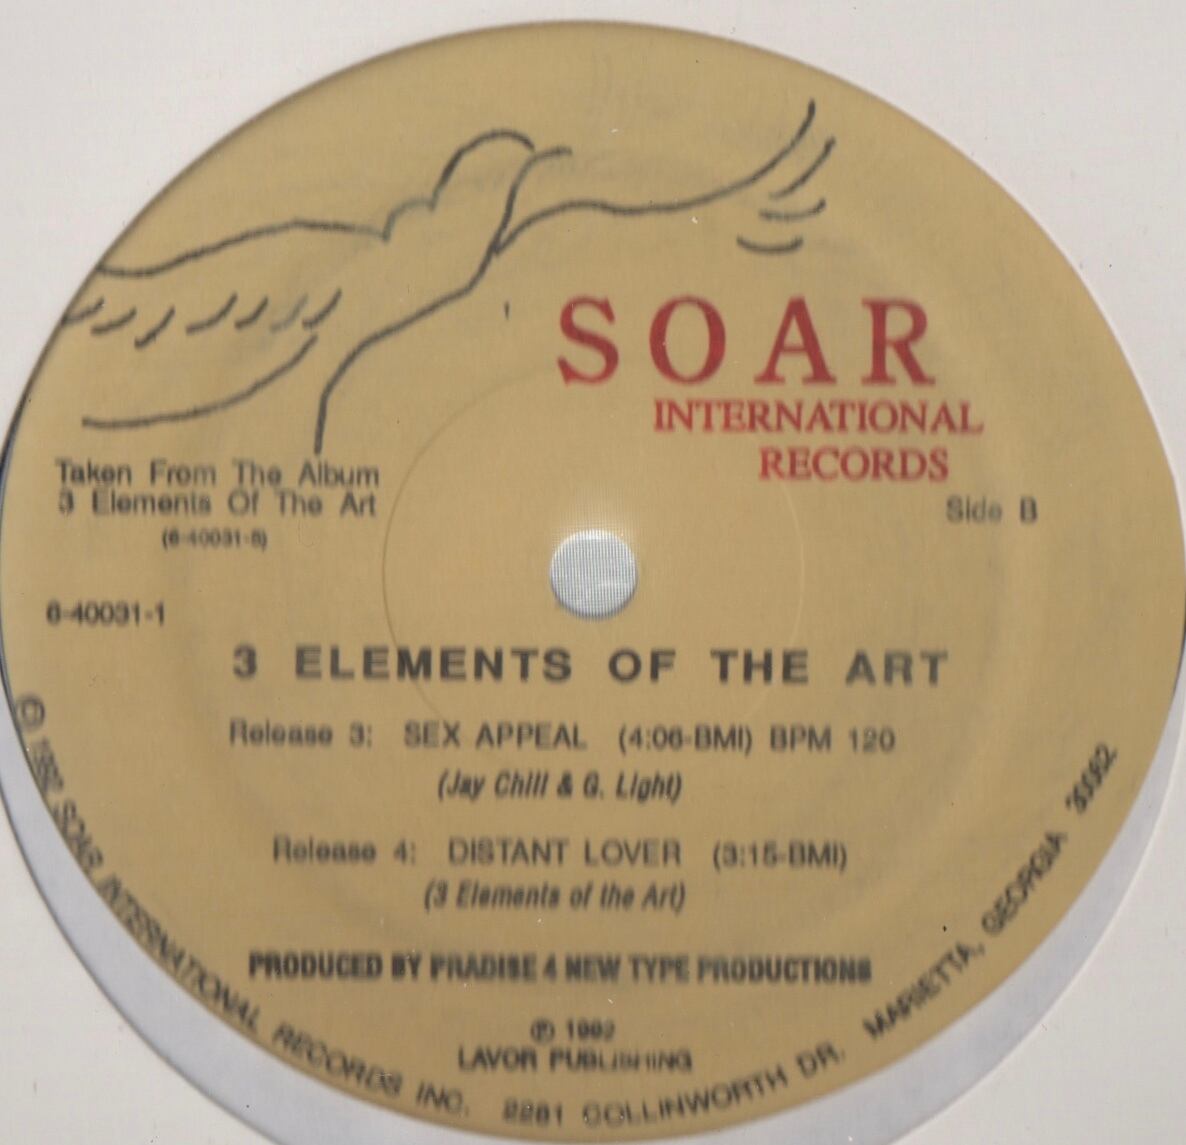 SOAR
INTERNATIONAL
RECORDS
Taken From The Album
3 Elements Of The Art
(6-40031-5)
Side B
6-40031-1
3 ELEMENTS OF THE ART
Release 3: SEX APPEAL (4:06-BMI) BPM 120
(Jay Chill & G. Light)
Release 4: DISTANT LOVER (3:15-BMI)
(3 Elements of the Art)
PRODUCED BY PRADISE 4 NEW TYPE PRODUCTIONS
℗ 1992
LAVOR PUBLISHING
© 1992 SOAR INTERNATIONAL RECORDS INC. 2281 COLLINWORTH DR. MARIETTA, GEORGIA 30062